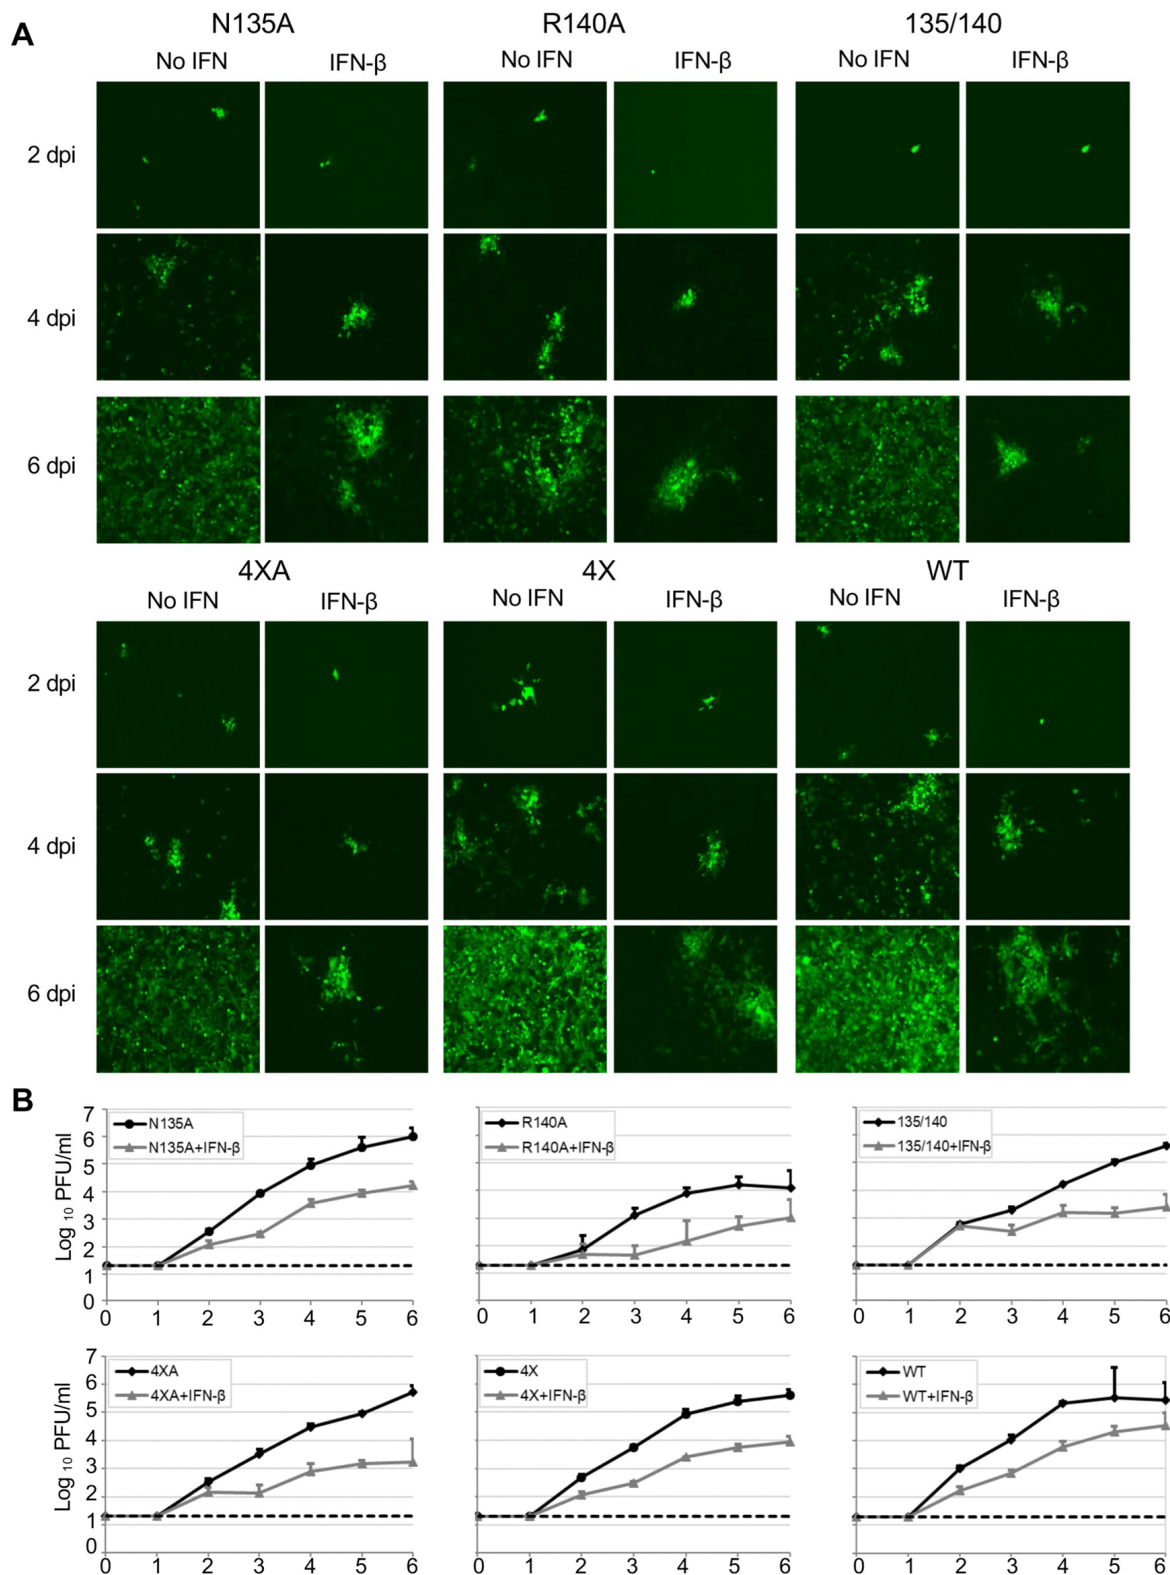 A
N135A R140A 135/140
No IFN IFN-β No IFN IFN-β No IFN IFN-β
2 dpi
4 dpi
6 dpi
4XA 4X WT
No IFN IFN-β No IFN IFN-β No IFN IFN-β
2 dpi
4 dpi
6 dpi
B
Log 10 PFU/ml
7
6
5
4
3
2
1
0
N135A
N135A+IFN-β
0 1 2 3 4 5 6
R140A
R140A+IFN-β
0 1 2 3 4 5 6
135/140
135/140+IFN-β
0 1 2 3 4 5 6
Log 10 PFU/ml
7
6
5
4
3
2
1
0
4XA
4XA+IFN-β
0 1 2 3 4 5 6
4X
4X+IFN-β
0 1 2 3 4 5 6
WT
WT+IFN-β
0 1 2 3 4 5 6